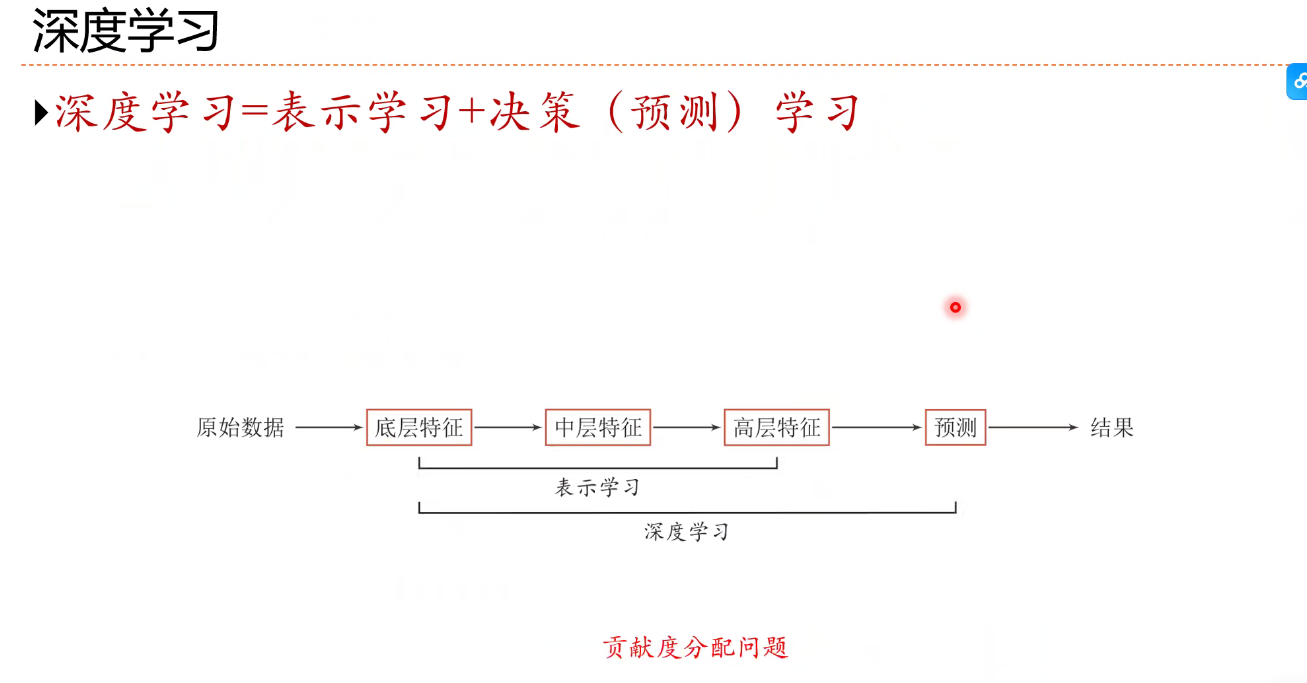 深度学习
深度学习=表示学习+决策（预测）学习
原始数据 底层特征 中层特征 高层特征 预测 结果
表示学习
深度学习
贡献度分配问题